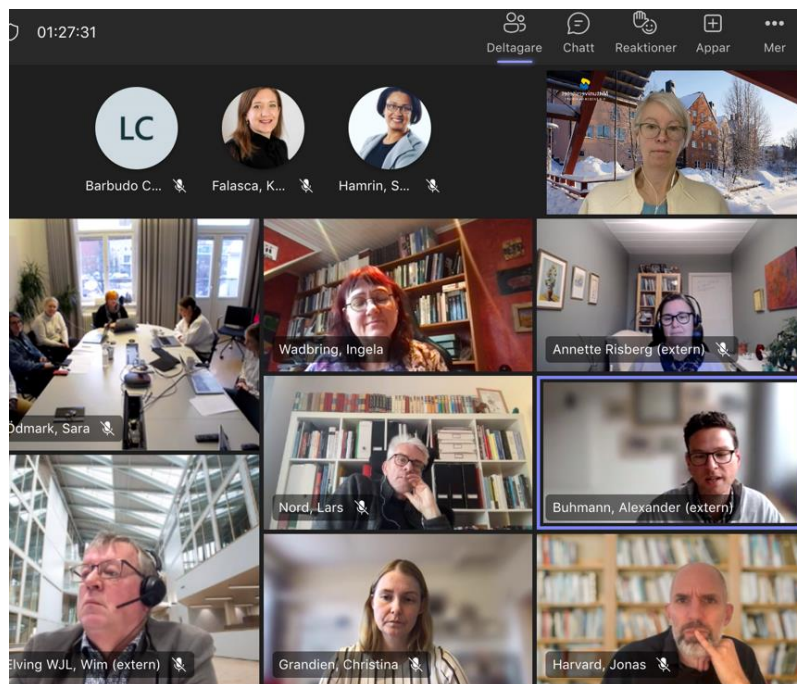 01:27:31
Deltagare
Chatt
Reaktioner
Appar
Mer
LC
Barbudo C...
Falasca, K...
Hamrin, S...
Wadbring, Ingela
Annette Risberg (extern)
Ödmark, Sara
Nord, Lars
Buhmann, Alexander (extern)
Elving WJL, Wim (extern)
Grandien, Christina
Harvard, Jonas